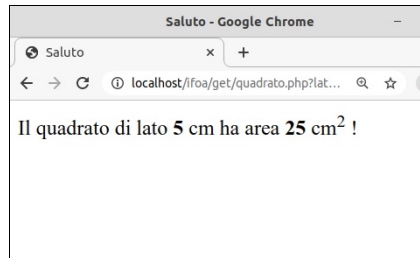 Saluto - Google Chrome
Saluto
localhost/ifoa/get/quadrato.php?lat...
Il quadrato di lato 5 cm ha area 25 cm² !